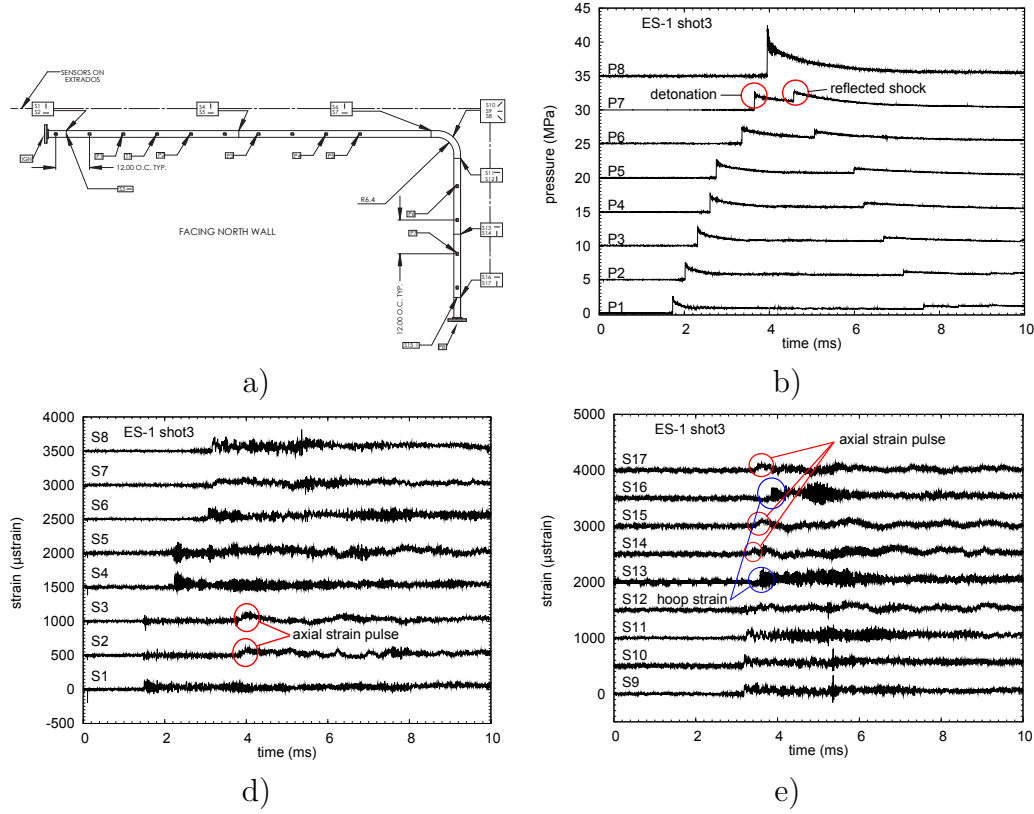 SENSORS ON
EXTRADOS
S1
S2
S4
S5
S6
S7
S10
S9
S8
IGN
12.00 O.C. TYP.
R6.4
S11
S12
FACING NORTH WALL
S13
S14
12.00 O.C. TYP.
S16
S17
a)
ES-1 shot3
pressure (MPa)
45
40
35
30
25
20
15
10
5
0
P8
P7
P6
P5
P4
P3
P2
P1
detonation
reflected shock
0 2 4 6 8 10
time (ms)
b)
ES-1 shot3
strain (µstrain)
4000
3500
3000
2500
2000
1500
1000
500
0
-500
S8
S7
S6
S5
S4
S3
S2
S1
axial strain pulse
0 2 4 6 8 10
time (ms)
d)
ES-1 shot3
strain (µstrain)
5000
4000
3000
2000
1000
0
S17
S16
S15
S14
S13
S12
S11
S10
S9
axial strain pulse
hoop strain
0 2 4 6 8 10
time (ms)
e)